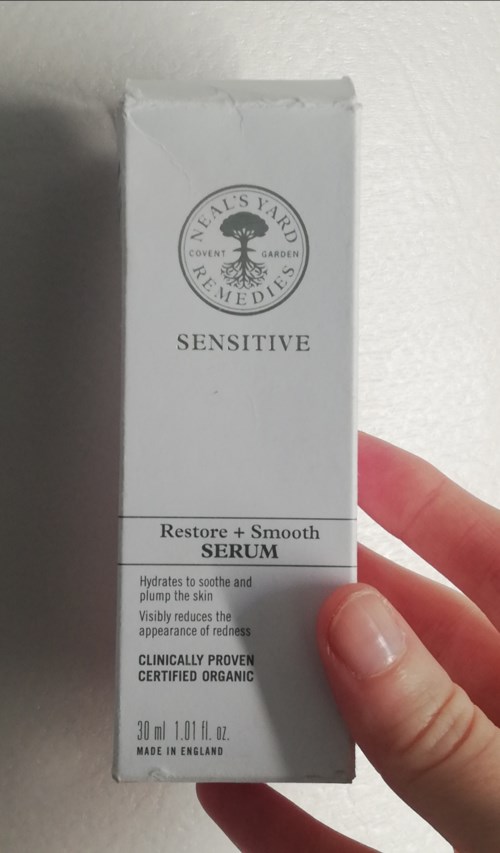 NEAL'S YARD
COVENT GARDEN
REMEDIES
SENSITIVE
Restore + Smooth
SERUM
Hydrates to soothe and
plump the skin
Visibly reduces the
appearance of redness
CLINICALLY PROVEN
CERTIFIED ORGANIC
30 ml 1.01 fl. oz.
MADE IN ENGLAND